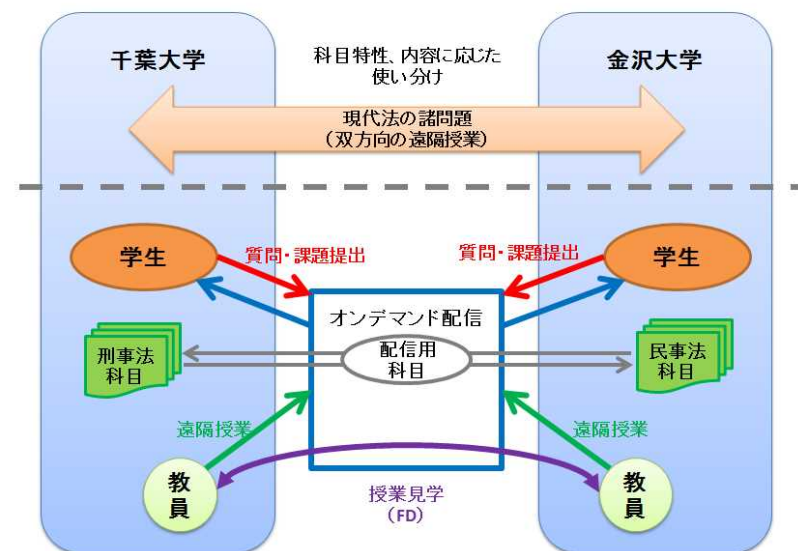 千葉大学
科目特性、内容に応じた
使い分け
金沢大学
現代法の諸問題
（双方向の遠隔授業）
学生
質問・課題提出
質問・課題提出
学生
オンデマンド配信
刑事法
科目
配信用
科目
民事法
科目
遠隔授業
遠隔授業
教
員
授業見学
（FD）
教
員